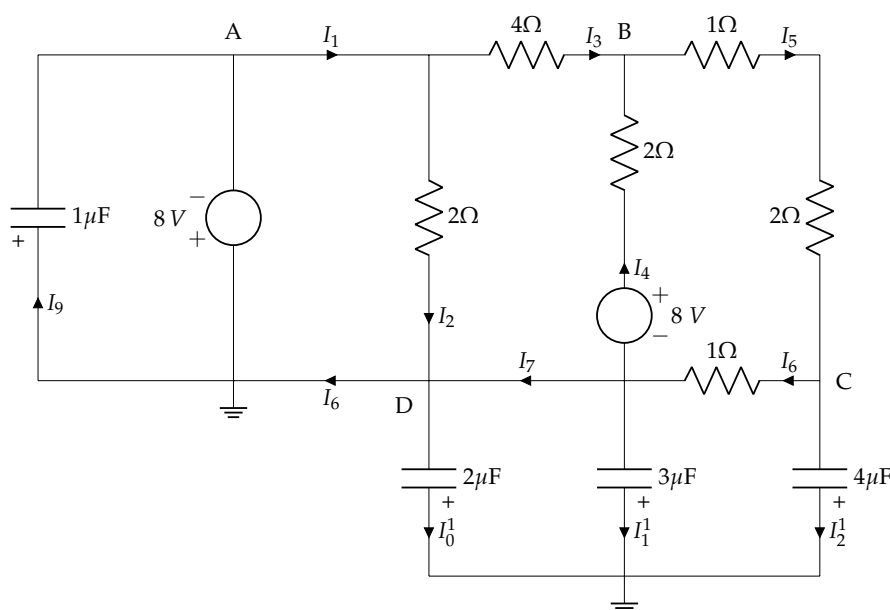 A
I₁
4Ω
I₃
B
1Ω
I₅
1μF
+
8 V
−
+
2Ω
2Ω
2Ω
I₉
I₂
I₄
+
−
8 V
I₆
D
I₇
1Ω
I₆
C
2μF
+
3μF
+
4μF
+
I₀¹
I₁¹
I₂¹